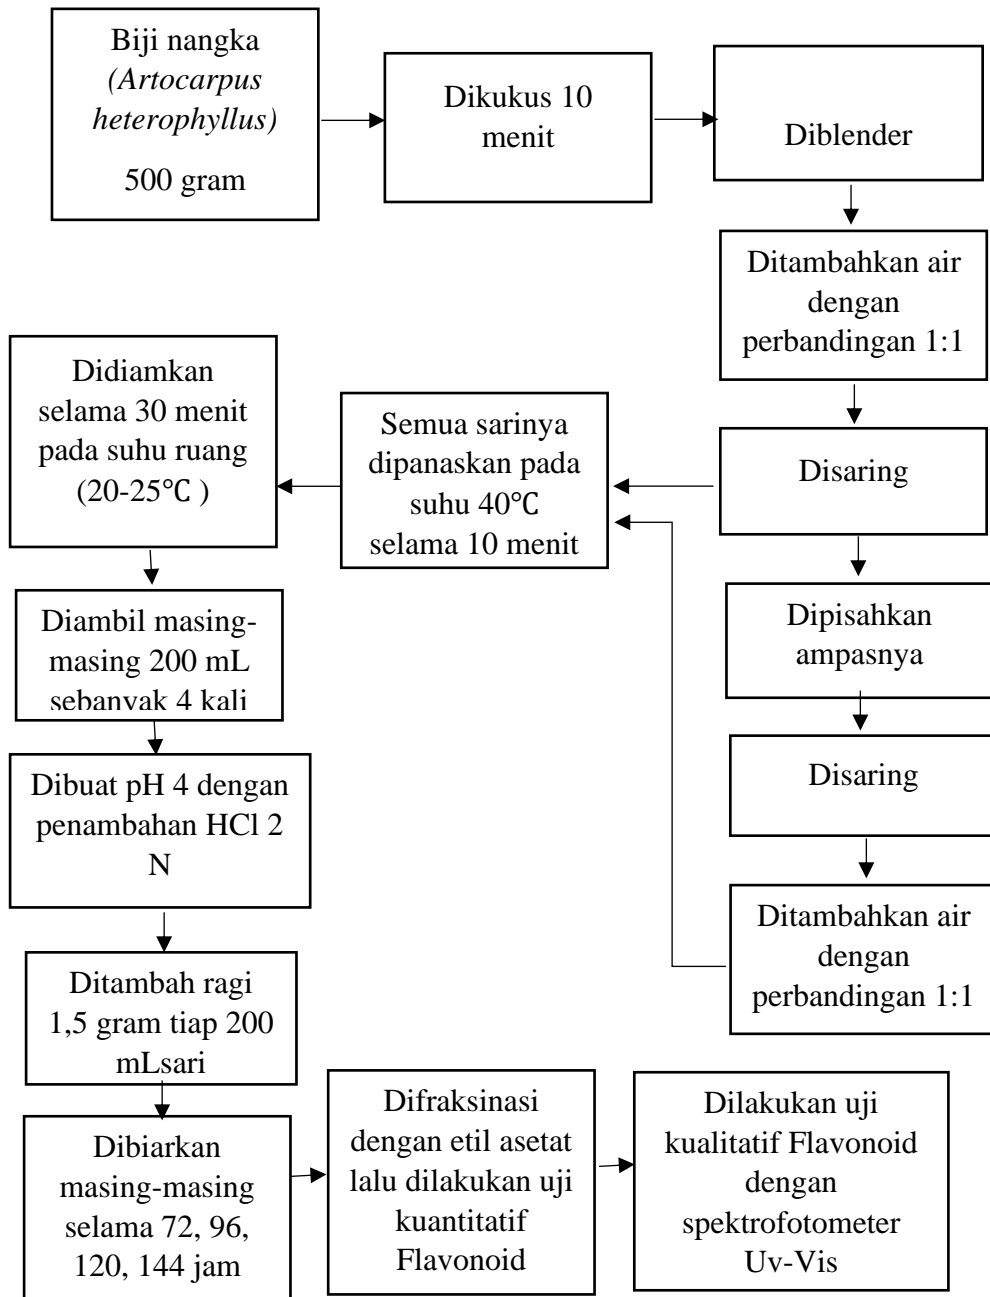 Biji nangka
(Artocarpus
heterophyllus)
500 gram
Dikukus 10
menit
Diblender
Ditambahkan air
dengan
perbandingan 1:1
Disaring
Semua sarinya
dipanaskan pada
suhu 40°C
selama 10 menit
Didiamkan
selama 30 menit
pada suhu ruang
(20-25°C )
Dipisahkan
ampasnya
Disaring
Ditambahkan air
dengan
perbandingan 1:1
Diambil masing-
masing 200 mL
sebanyak 4 kali
Dibuat pH 4 dengan
penambahan HCl 2
N
Ditambah ragi
1,5 gram tiap 200
mLsari
Dibiarkan
masing-masing
selama 72, 96,
120, 144 jam
Difraksinasi
dengan etil asetat
lalu dilakukan uji
kuantitatif
Flavonoid
Dilakukan uji
kualitatif Flavonoid
dengan
spektrofotometer
Uv-Vis